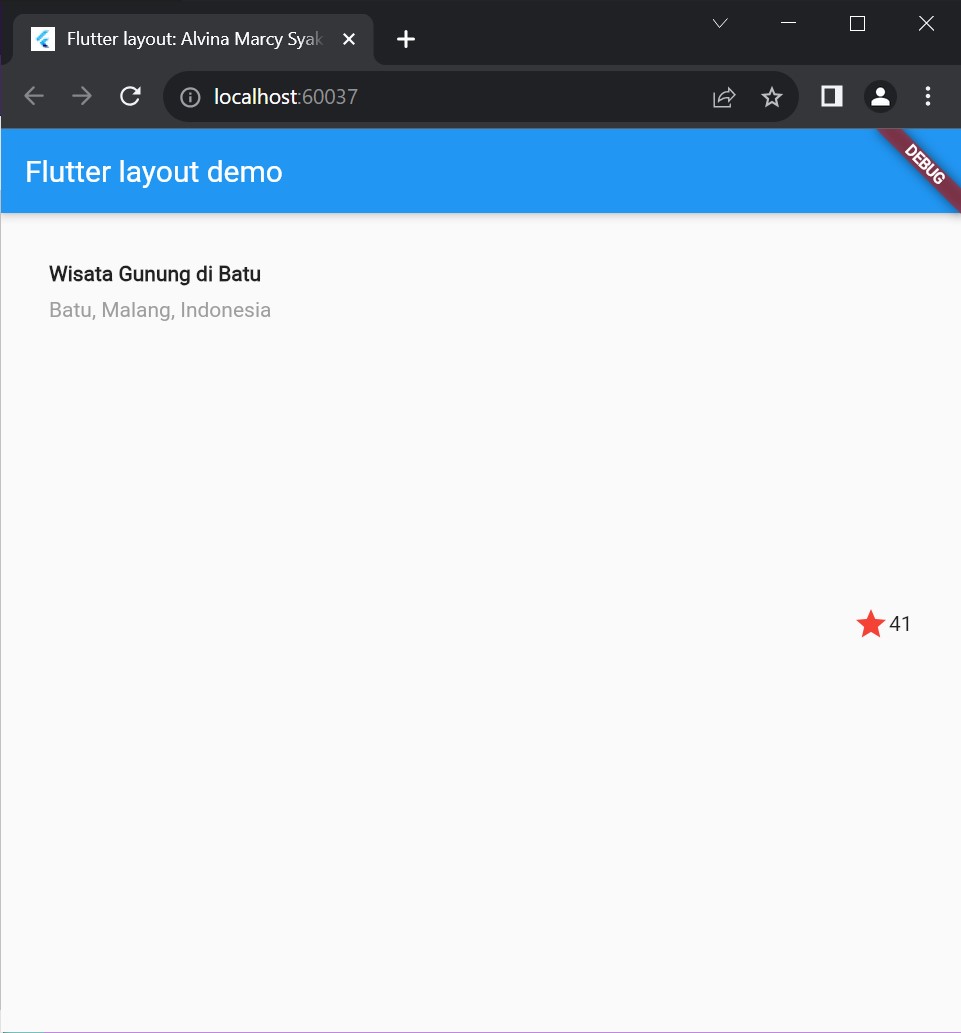 Flutter layout: Alvina Marcy Syak
localhost:60037
Flutter layout demo
DEBUG
Wisata Gunung di Batu
Batu, Malang, Indonesia
41